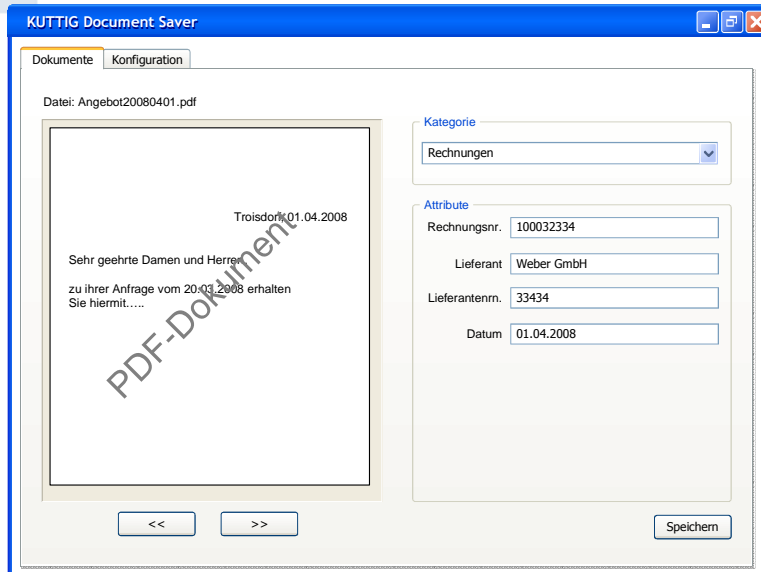 KUTTIG Document Saver
Dokumente Konfiguration
Datei: Angebot20080401.pdf
Troisdorf,01.04.2008
Sehr geehrte Damen und Herren
zu ihrer Anfrage vom 20.03.2008 erhalten
Sie hiermit.….
PDF-Dokument
<< >>
Kategorie
Rechnungen
Attribute
Rechnungsnr. 100032334
Lieferant Weber GmbH
Lieferantenrn. 33434
Datum 01.04.2008
Speichern